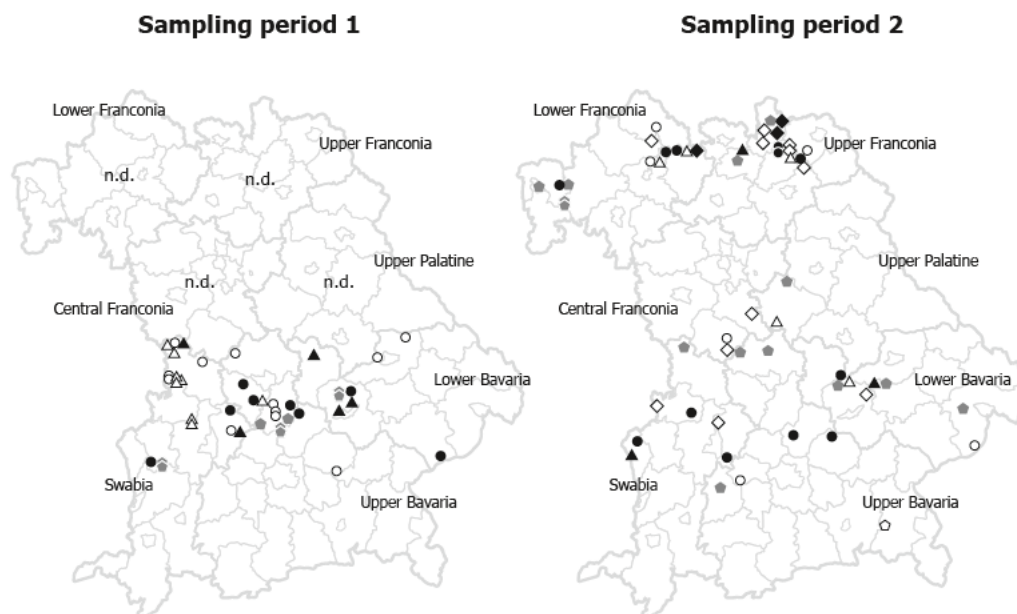 Sampling period 1
Sampling period 2
Lower Franconia
Upper Franconia
n.d.
n.d.
Upper Palatine
n.d.
n.d.
Central Franconia
Lower Bavaria
Swabia
Upper Bavaria
Lower Franconia
Upper Franconia
Upper Palatine
Central Franconia
Lower Bavaria
Swabia
Upper Bavaria